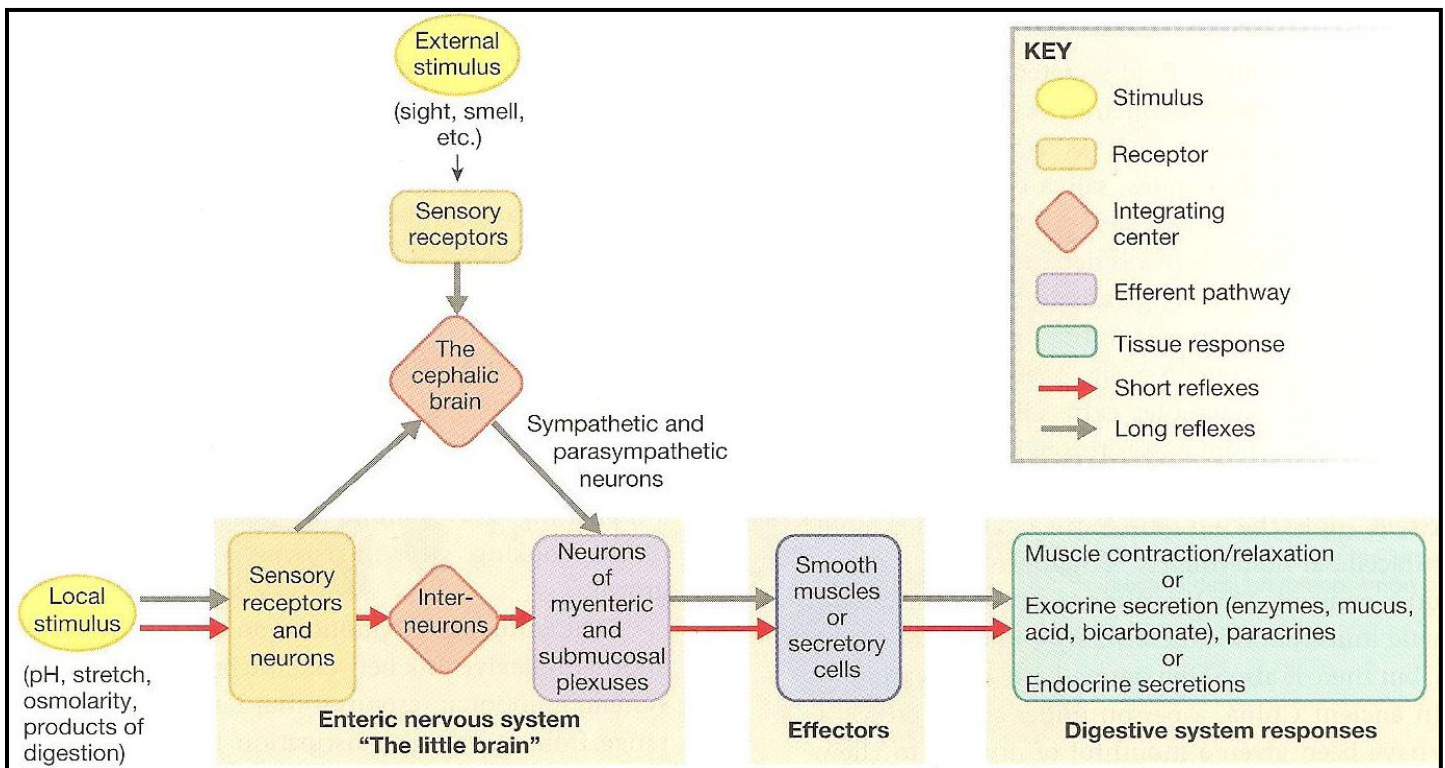 External
stimulus
(sight, smell,
etc.)
Sensory
receptors
The
cephalic
brain
Sympathetic and
parasympathetic
neurons
Local
stimulus
(pH, stretch,
osmolarity,
products of
digestion)
Sensory
receptors
and
neurons
Inter-
neurons
Neurons
of
myenteric
and
submucosal
plexuses
Enteric nervous system
"The little brain"
Smooth
muscles
or
secretory
cells
Effectors
Muscle contraction/relaxation
or
Exocrine secretion (enzymes, mucus,
acid, bicarbonate), paracrines
or
Endocrine secretions
Digestive system responses
KEY
Stimulus
Receptor
Integrating
center
Efferent pathway
Tissue response
Short reflexes
Long reflexes